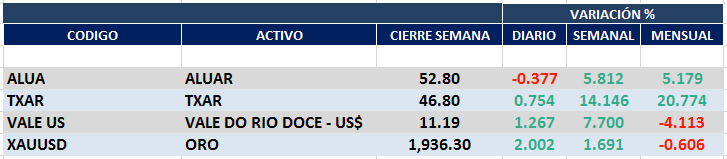 VARIACIÓN %
CODIGO ACTIVO CIERRE SEMANA DIARIO SEMANAL MENSUAL
ALUA ALUAR 52.80 -0.377 5.812 5.179
TXAR TXAR 46.80 0.754 14.146 20.774
VALE US VALE DO RIO DOCE - US$ 11.19 1.267 7.700 -4.113
XAUUSD ORO 1,936.30 2.002 1.691 -0.606